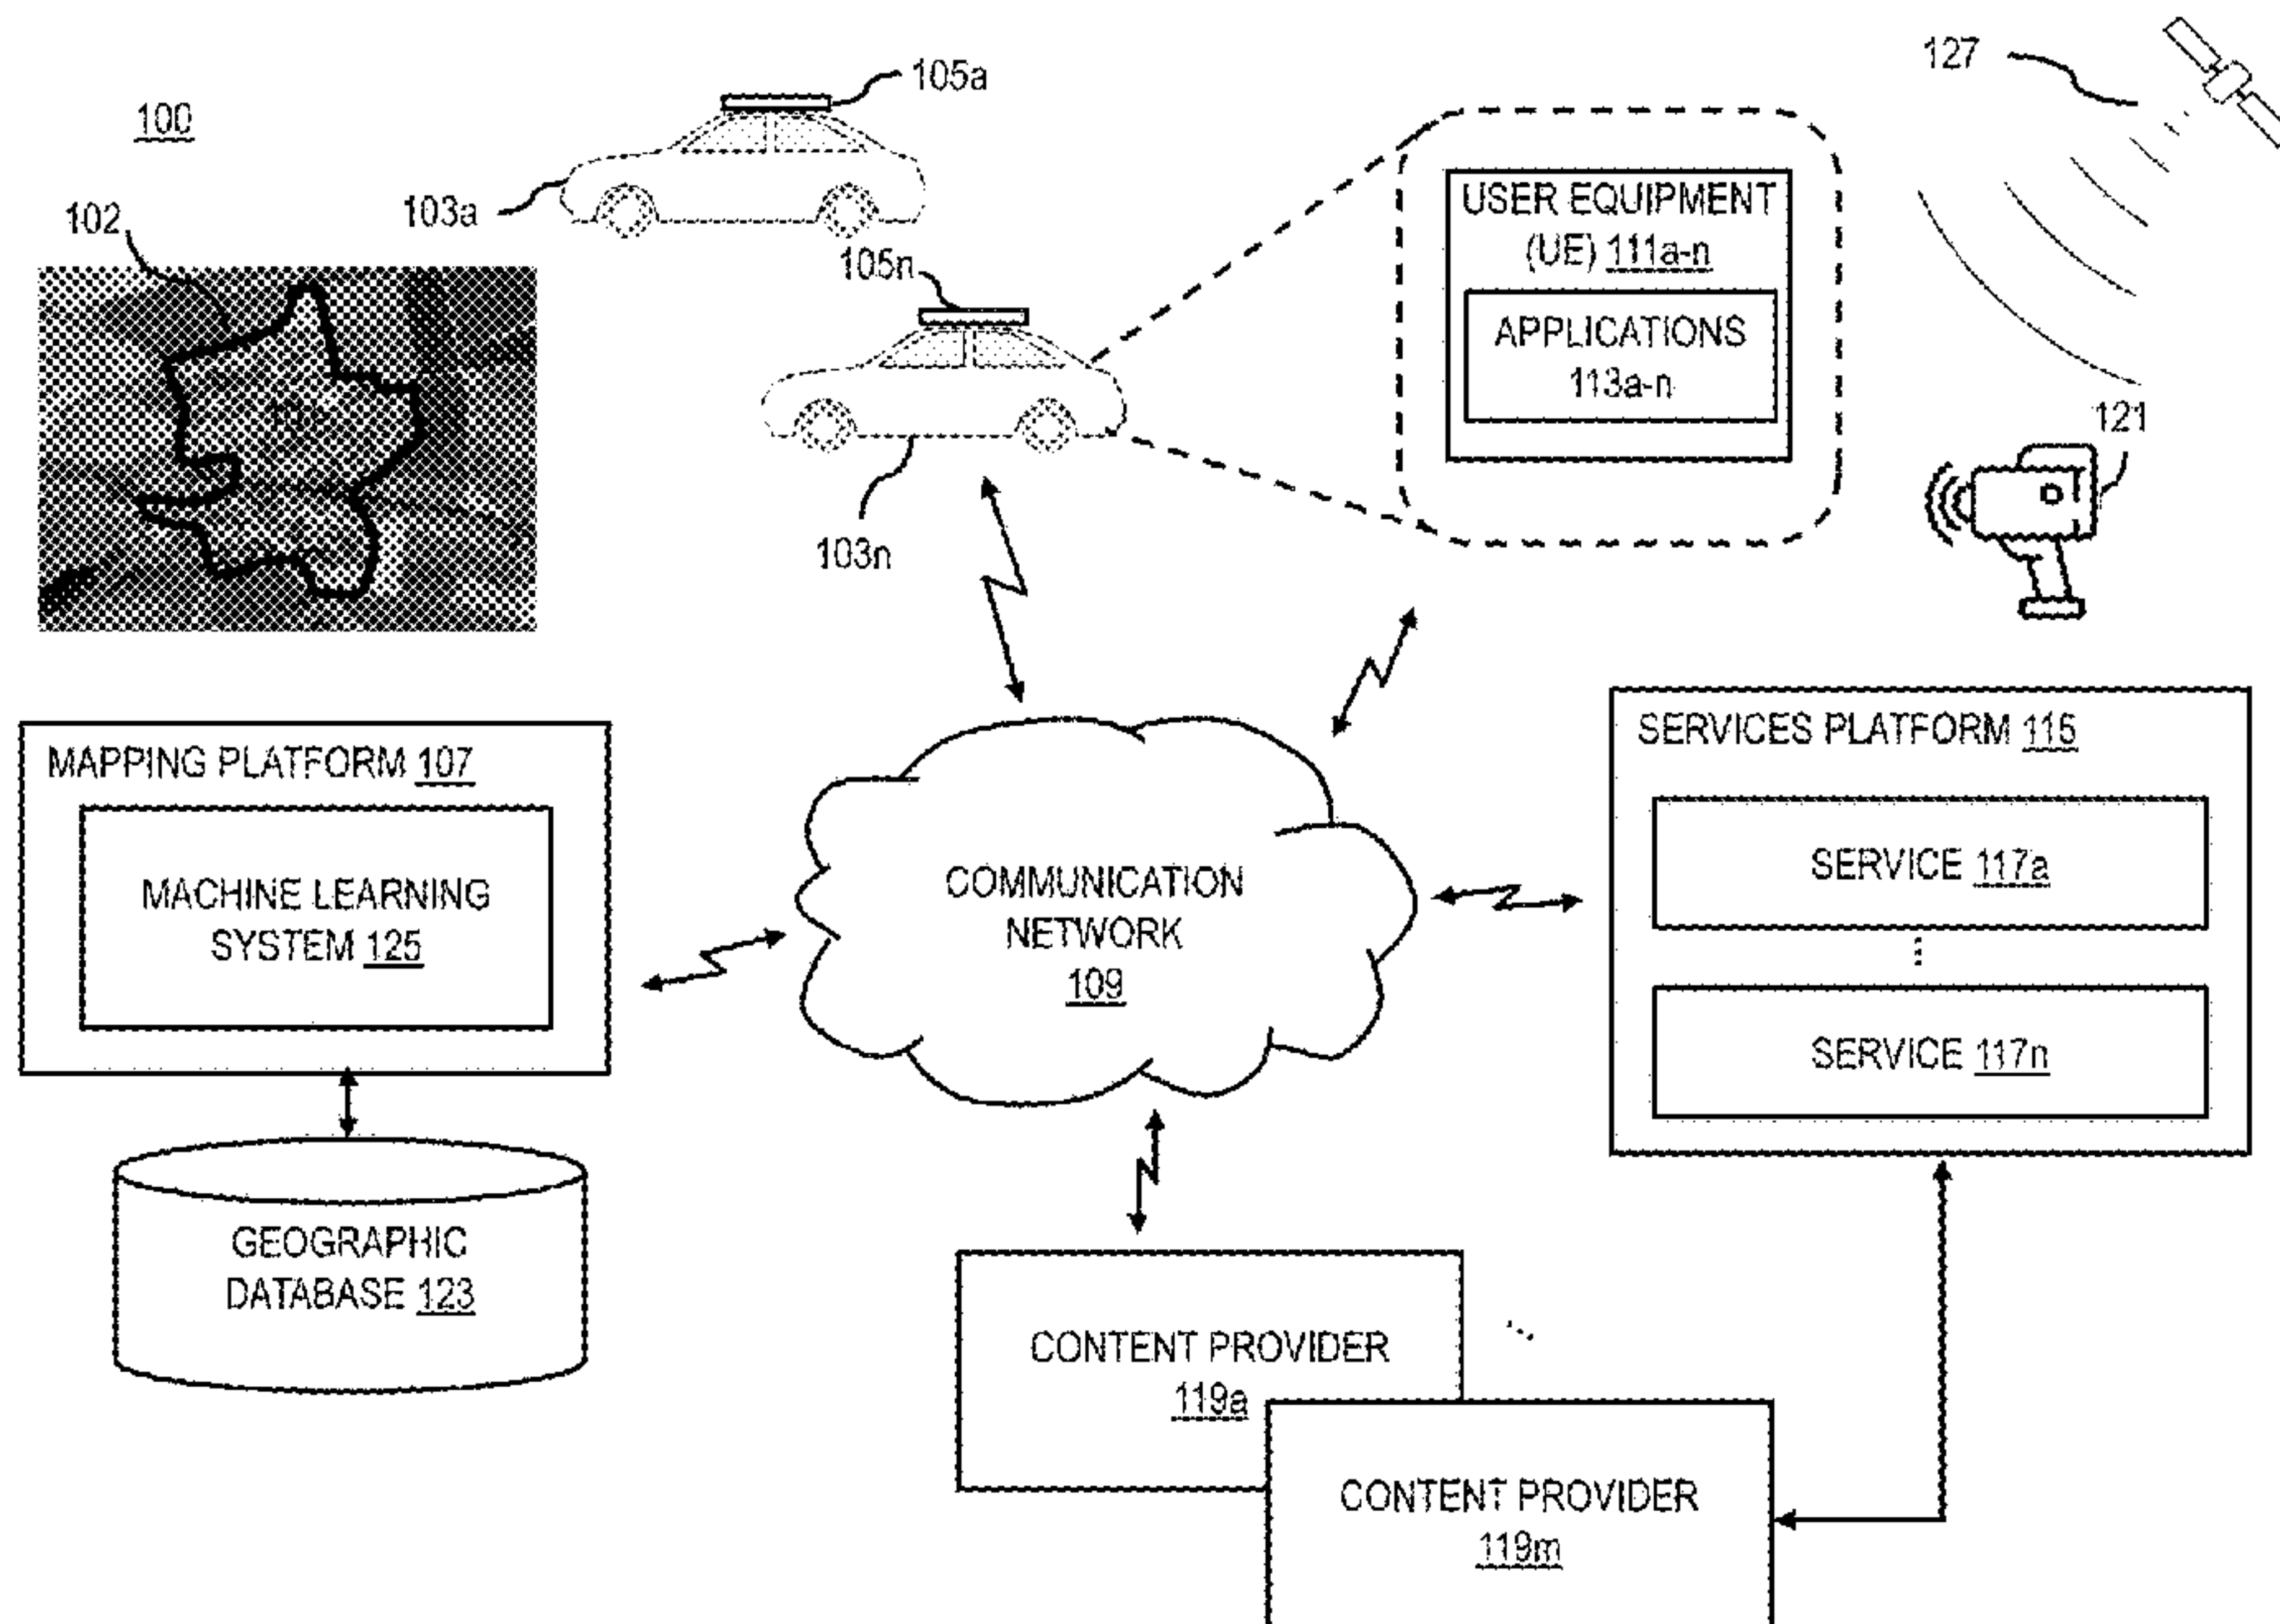 100
105a
127
102
103a
105n
103n
USER EQUIPMENT
(UE) 111a-n
APPLICATIONS
113a-n
121
MAPPING PLATFORM 107
MACHINE LEARNING
SYSTEM 125
GEOGRAPHIC
DATABASE 123
COMMUNICATION
NETWORK
109
SERVICES PLATFORM 115
SERVICE 117a
⋮
SERVICE 117n
CONTENT PROVIDER
119a
CONTENT PROVIDER
119m